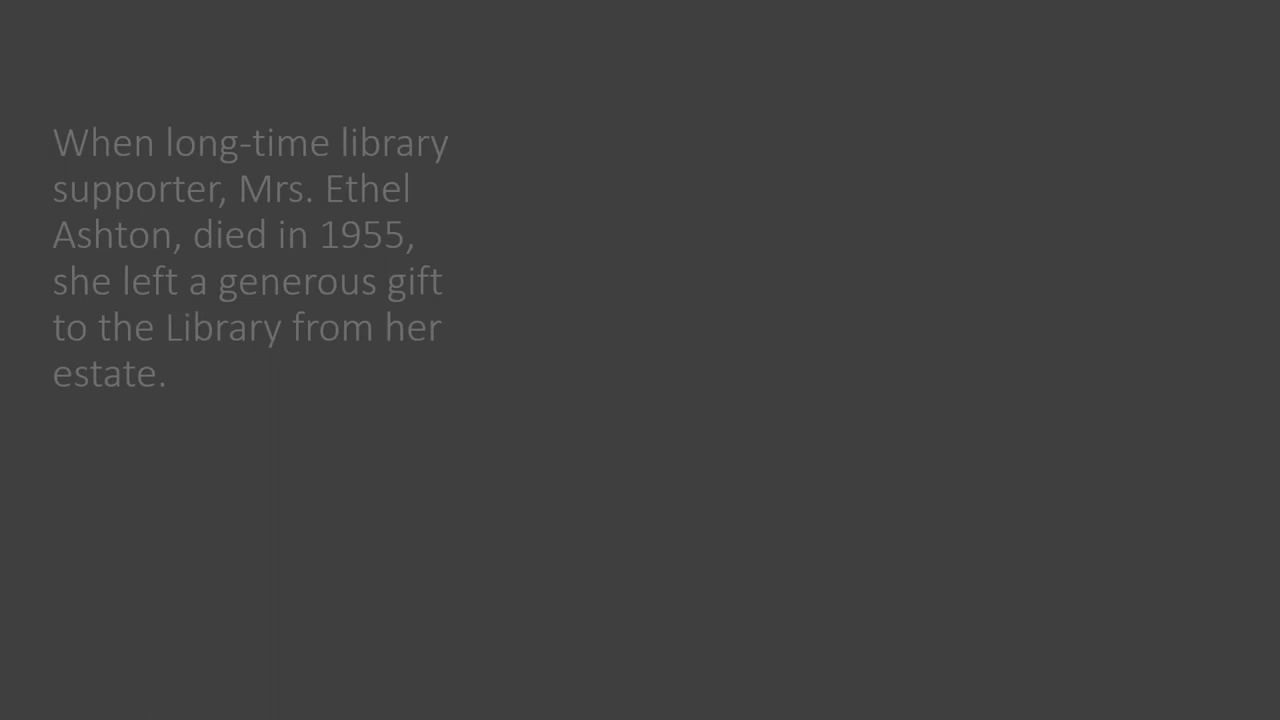 When long-time library
supporter, Mrs. Ethel
Ashton, died in 1955,
she left a generous gift
to the Library from her
estate.